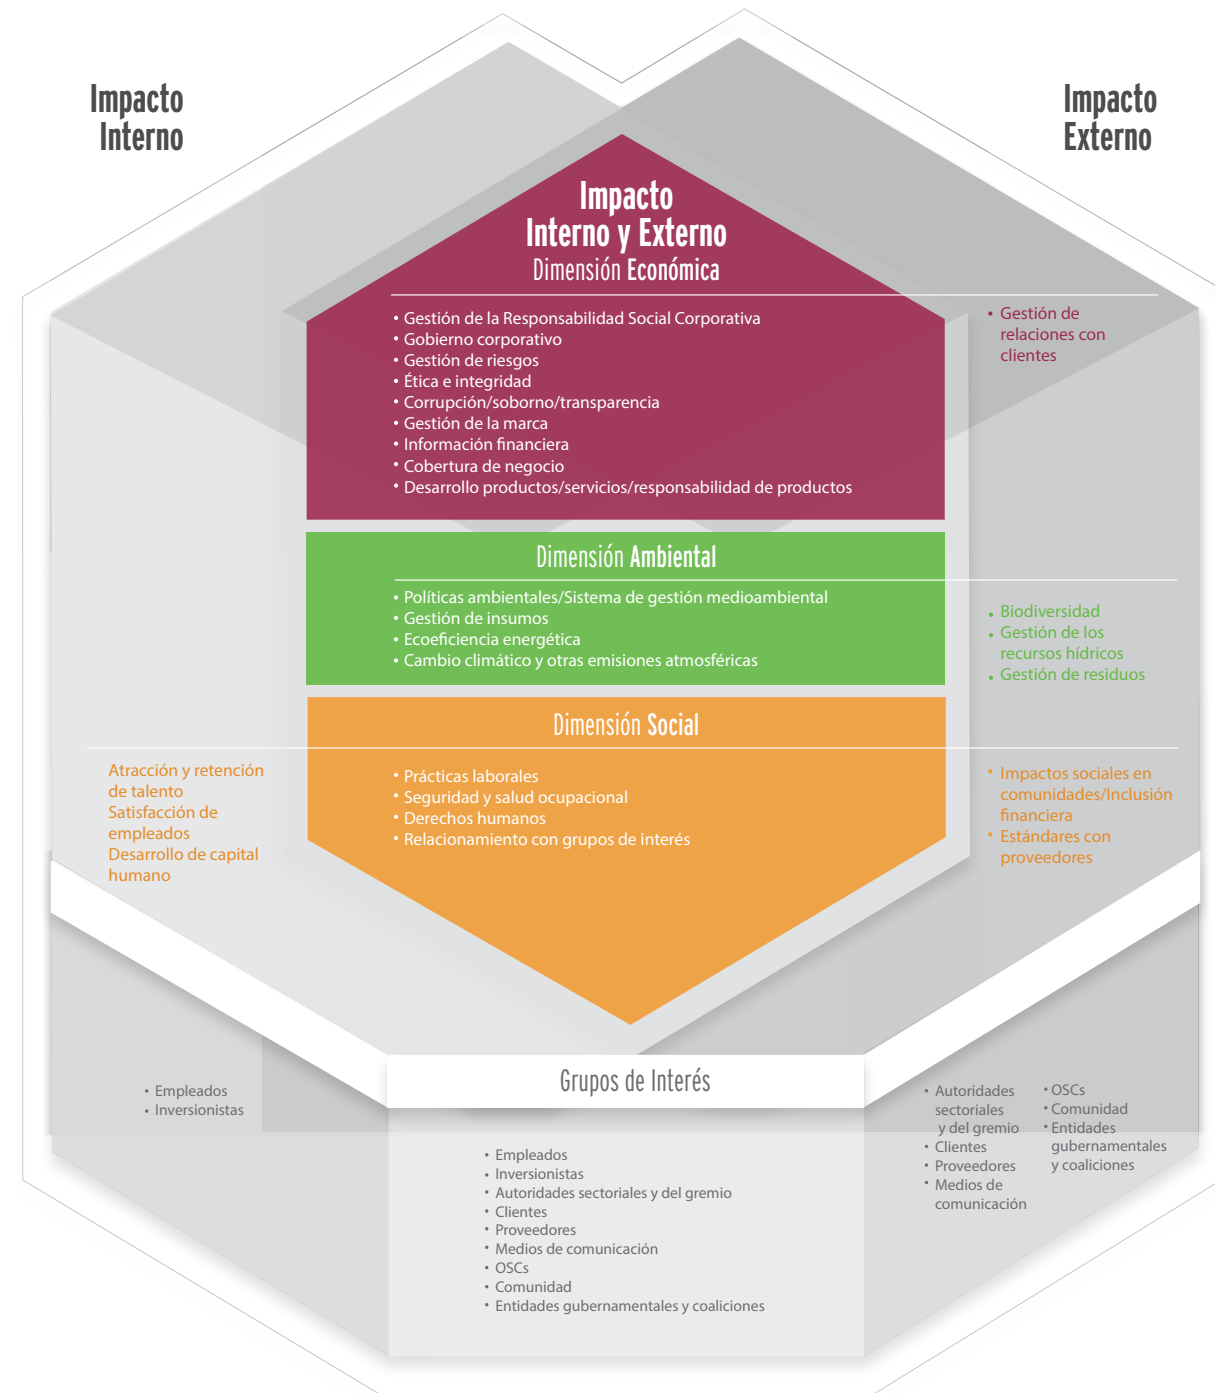 Impacto
Interno
Impacto
Externo
Impacto
Interno y Externo
Dimensión Económica
• Gestión de la Responsabilidad Social Corporativa
• Gobierno corporativo
• Gestión de riesgos
• Ética e integridad
• Corrupción/soborno/transparencia
• Gestión de la marca
• Información financiera
• Cobertura de negocio
• Desarrollo productos/servicios/responsabilidad de productos
• Gestión de
relaciones con
clientes
Dimensión Ambiental
• Políticas ambientales/Sistema de gestión medioambiental
• Gestión de insumos
• Ecoeficiencia energética
• Cambio climático y otras emisiones atmosféricas
• Biodiversidad
• Gestión de los
recursos hídricos
• Gestión de residuos
Dimensión Social
Atracción y retención
de talento
Satisfacción de
empleados
Desarrollo de capital
humano
• Prácticas laborales
• Seguridad y salud ocupacional
• Derechos humanos
• Relacionamiento con grupos de interés
• Impactos sociales en
comunidades/Inclusión
financiera
• Estándares con
proveedores
Grupos de Interés
• Empleados
• Inversionistas
• Empleados
• Inversionistas
• Autoridades sectoriales y del gremio
• Clientes
• Proveedores
• Medios de comunicación
• OSCs
• Comunidad
• Entidades gubernamentales y coaliciones
• Autoridades
sectoriales
y del gremio
• Clientes
• Proveedores
• Medios de
comunicación
• OSCs
• Comunidad
• Entidades
gubernamentales
y coaliciones